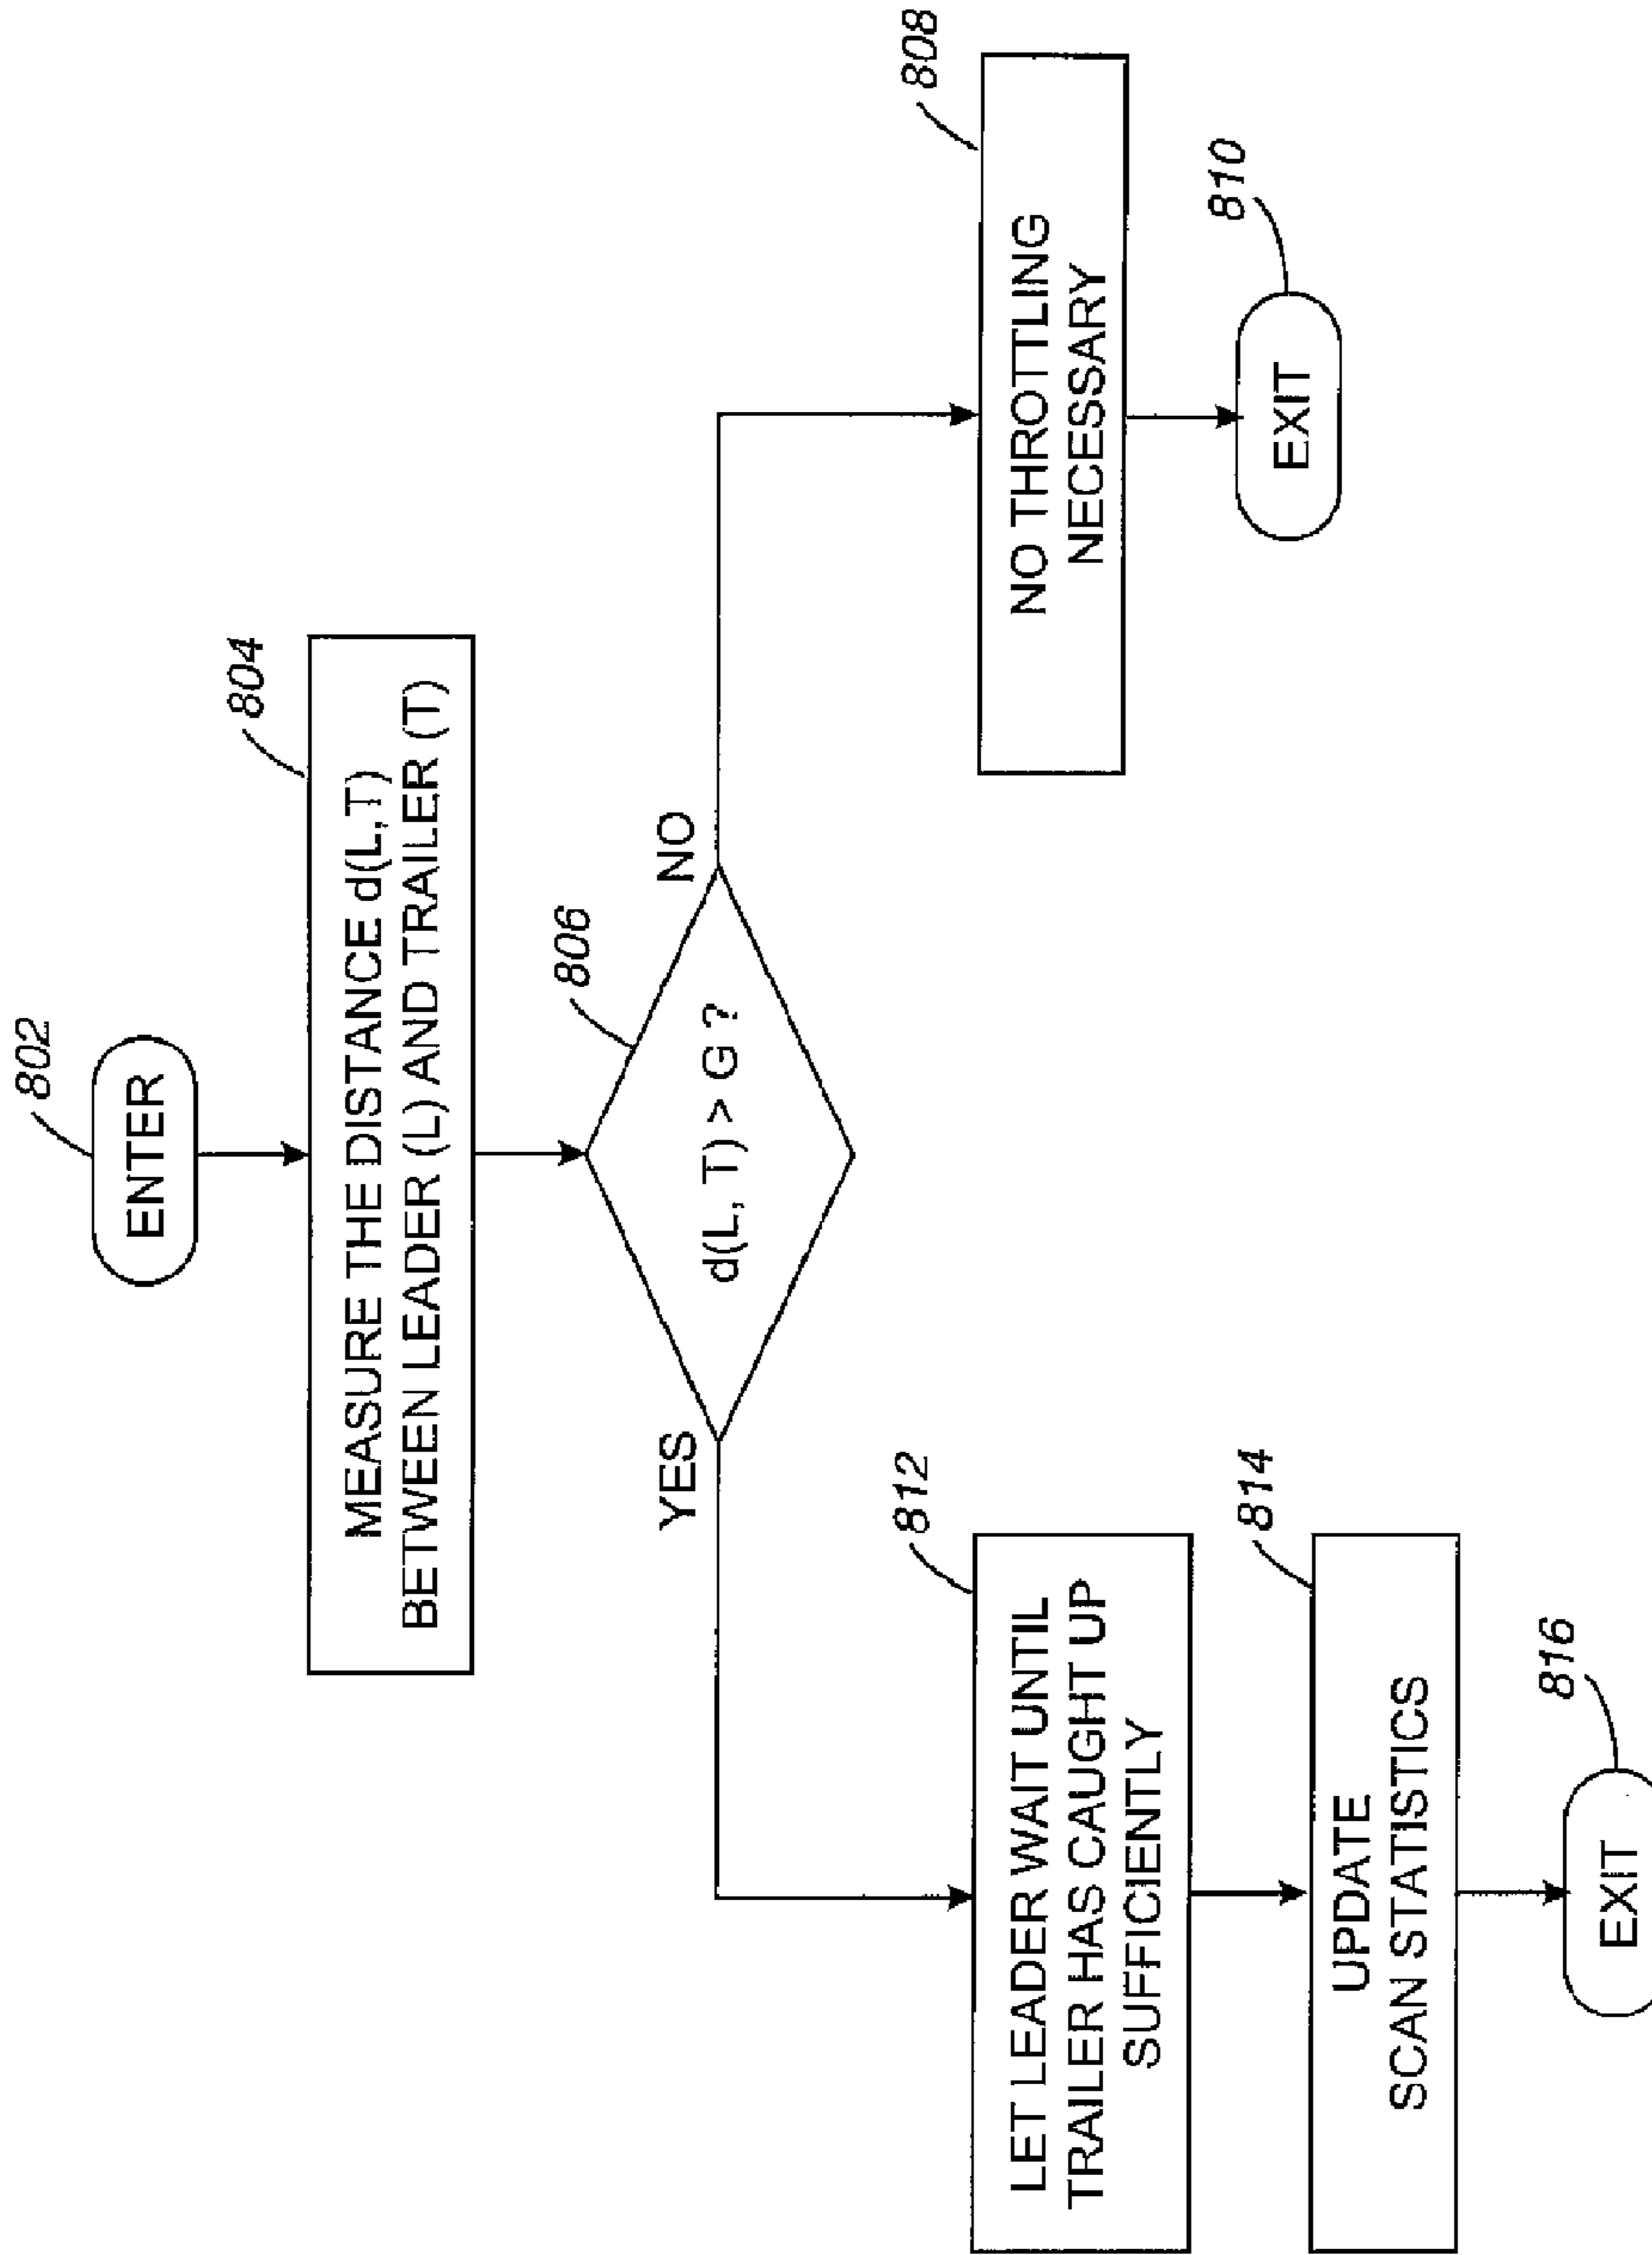 802
ENTER
804
MEASURE THE DISTANCE d(L,T)
BETWEEN LEADER (L) AND TRAILER (T)
806
d(L, T) > G ?
YES
NO
812
LET LEADER WAIT UNTIL
TRAILER HAS CAUGHT UP
SUFFICIENTLY
814
UPDATE
SCAN STATISTICS
816
EXIT
808
NO THROTTLING
NECESSARY
810
EXIT